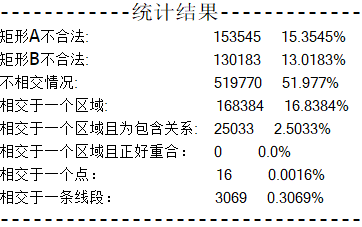 ----------------统计结果----------------
矩形A不合法: 153545 15.3545%
矩形B不合法: 130183 13.0183%
不相交情况: 519770 51.977%
相交于一个区域: 168384 16.8384%
相交于一个区域且为包含关系: 25033 2.5033%
相交于一个区域且正好重合： 0 0.0%
相交于一个点： 16 0.0016%
相交于一条线段： 3069 0.3069%
----------------------------------------